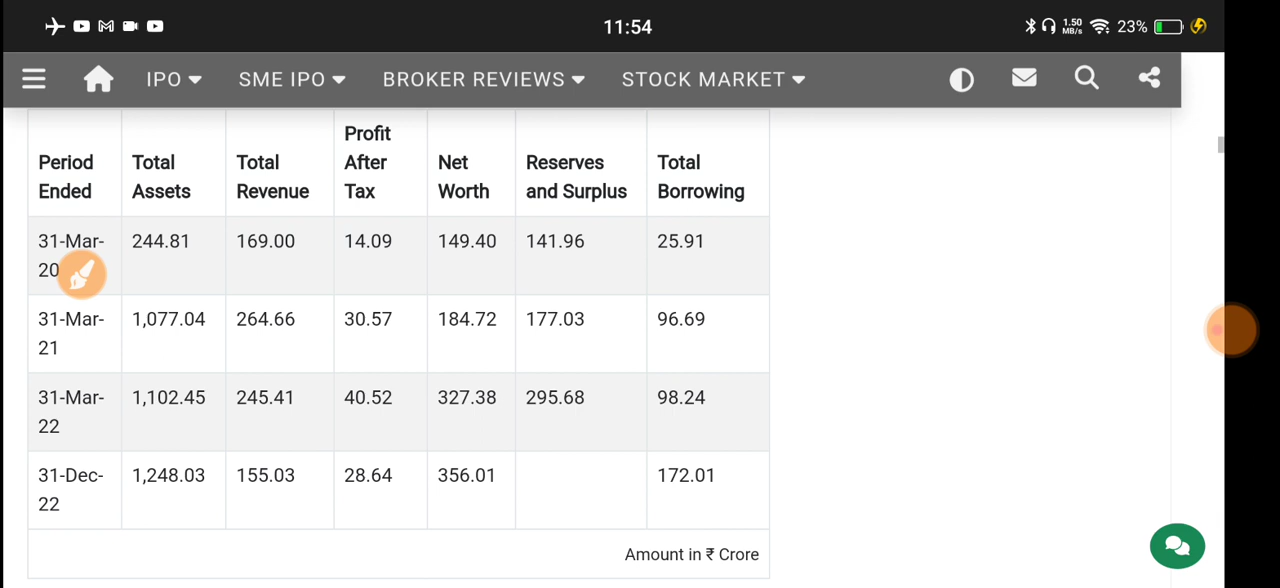 11:54 1.50 MB/s 23%
IPO SME IPO BROKER REVIEWS STOCK MARKET
Period Ended Total Assets Total Revenue Profit After Tax Net Worth Reserves and Surplus Total Borrowing
31-Mar-20 244.81 169.00 14.09 149.40 141.96 25.91
31-Mar-21 1,077.04 264.66 30.57 184.72 177.03 96.69
31-Mar-22 1,102.45 245.41 40.52 327.38 295.68 98.24
31-Dec-22 1,248.03 155.03 28.64 356.01 172.01
Amount in ₹ Crore